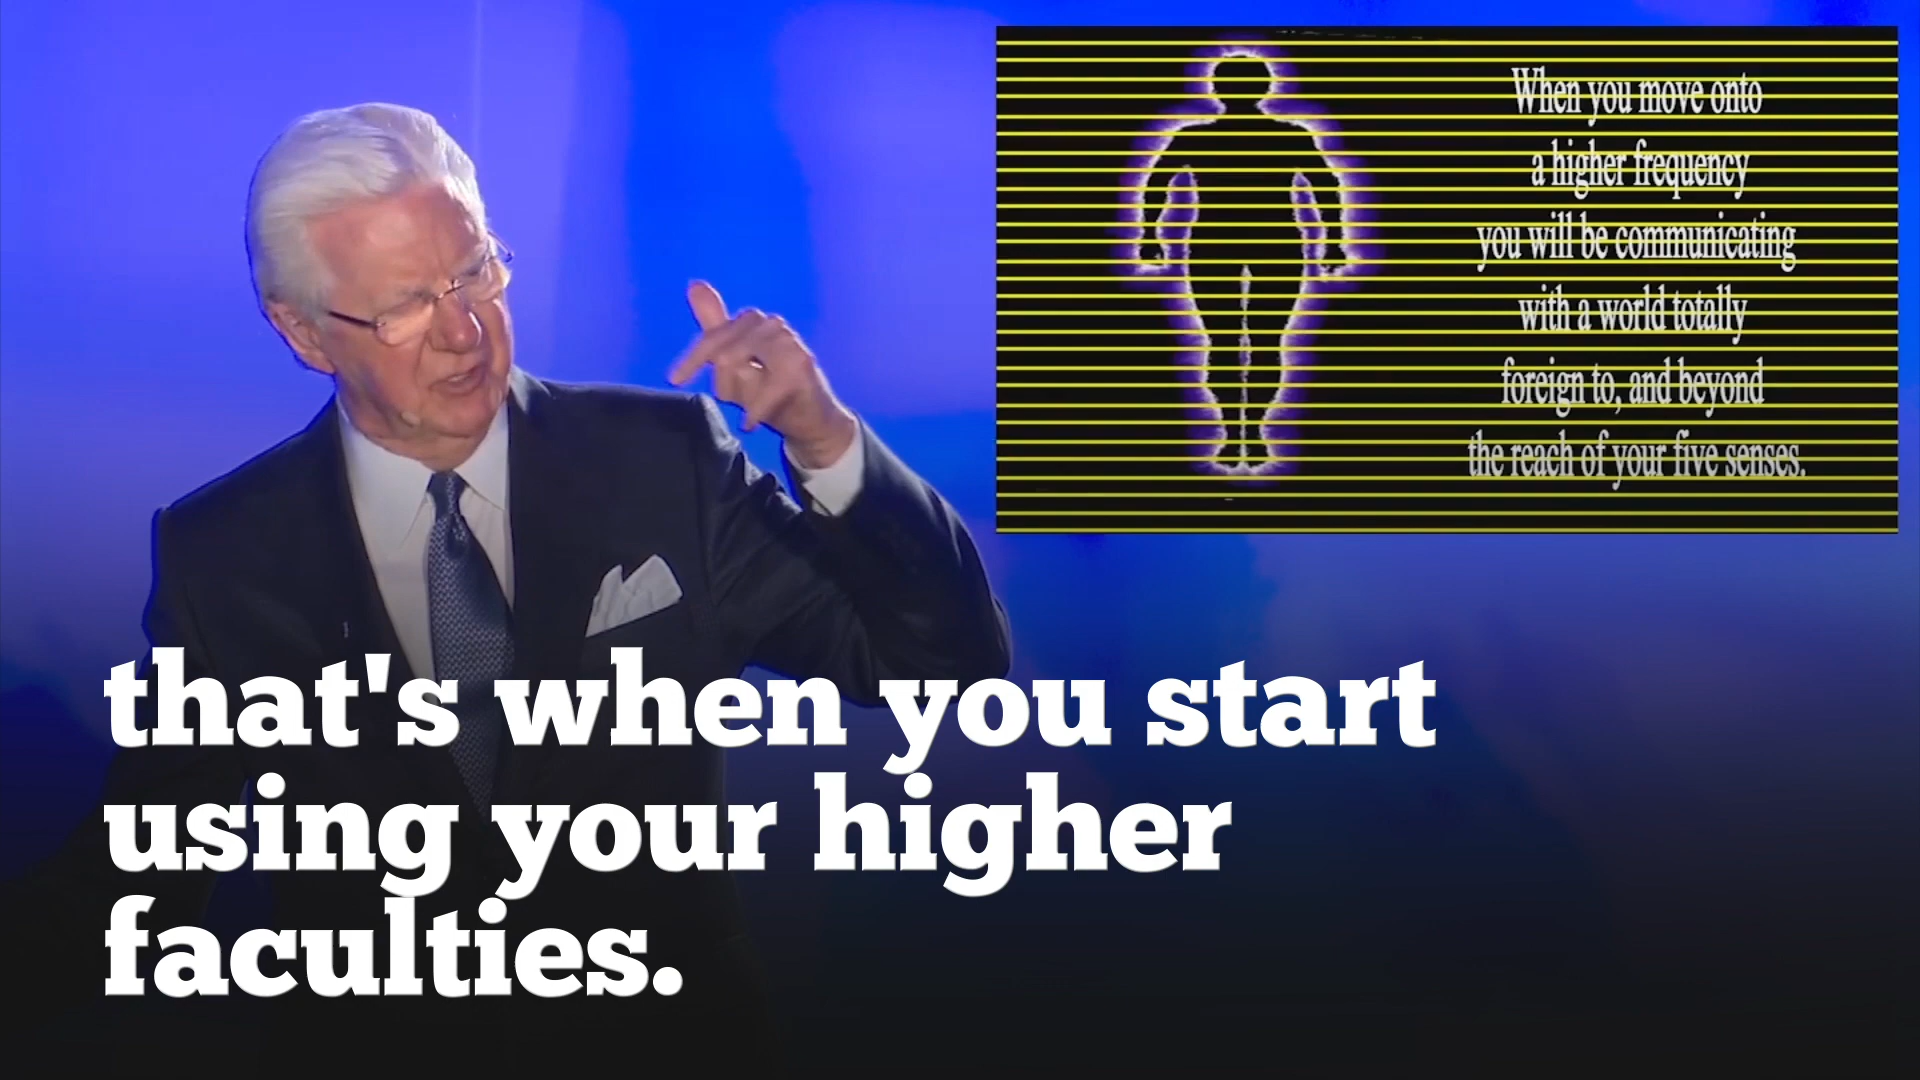 When you move onto
a higher frequency
you will be communicating
with a world totally
foreign to, and beyond
the reach of your five senses.
that's when you start
using your higher
faculties.